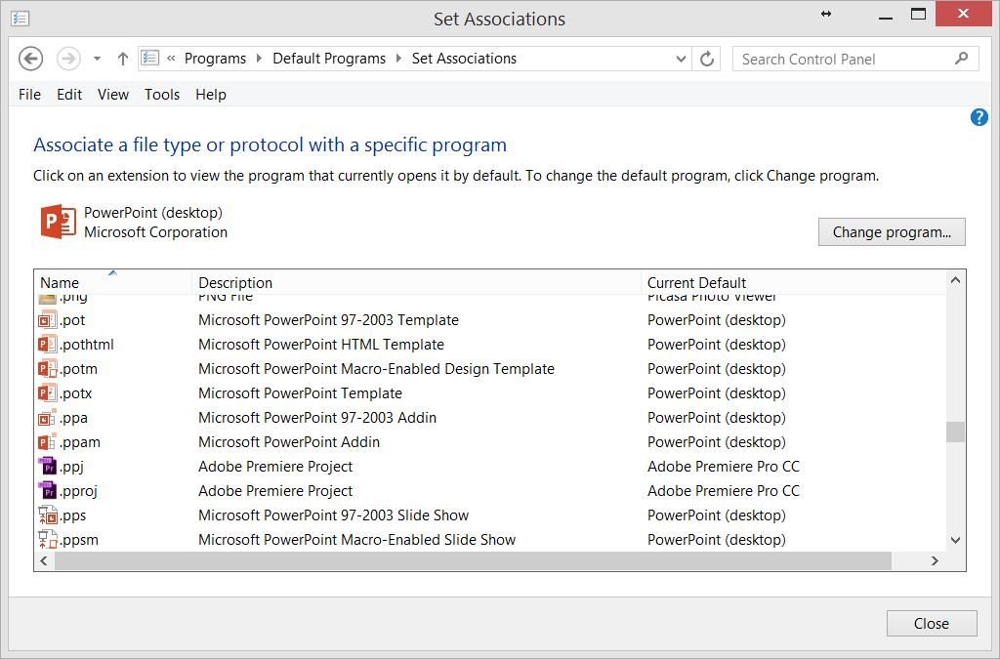 Set Associations
« Programs Default Programs Set Associations
Search Control Panel
File Edit View Tools Help
?
Associate a file type or protocol with a specific program
Click on an extension to view the program that currently opens it by default. To change the default program, click Change program.
PowerPoint (desktop)
Microsoft Corporation
Change program...
Name Description Current Default
.png PNG File Picasa Photo Viewer
.pot Microsoft PowerPoint 97-2003 Template PowerPoint (desktop)
.pothtml Microsoft PowerPoint HTML Template PowerPoint (desktop)
.potm Microsoft PowerPoint Macro-Enabled Design Template PowerPoint (desktop)
.potx Microsoft PowerPoint Template PowerPoint (desktop)
.ppa Microsoft PowerPoint 97-2003 Addin PowerPoint (desktop)
.ppam Microsoft PowerPoint Addin PowerPoint (desktop)
.ppj Adobe Premiere Project Adobe Premiere Pro CC
.pproj Adobe Premiere Project Adobe Premiere Pro CC
.pps Microsoft PowerPoint 97-2003 Slide Show PowerPoint (desktop)
.ppsm Microsoft PowerPoint Macro-Enabled Slide Show PowerPoint (desktop)
Close